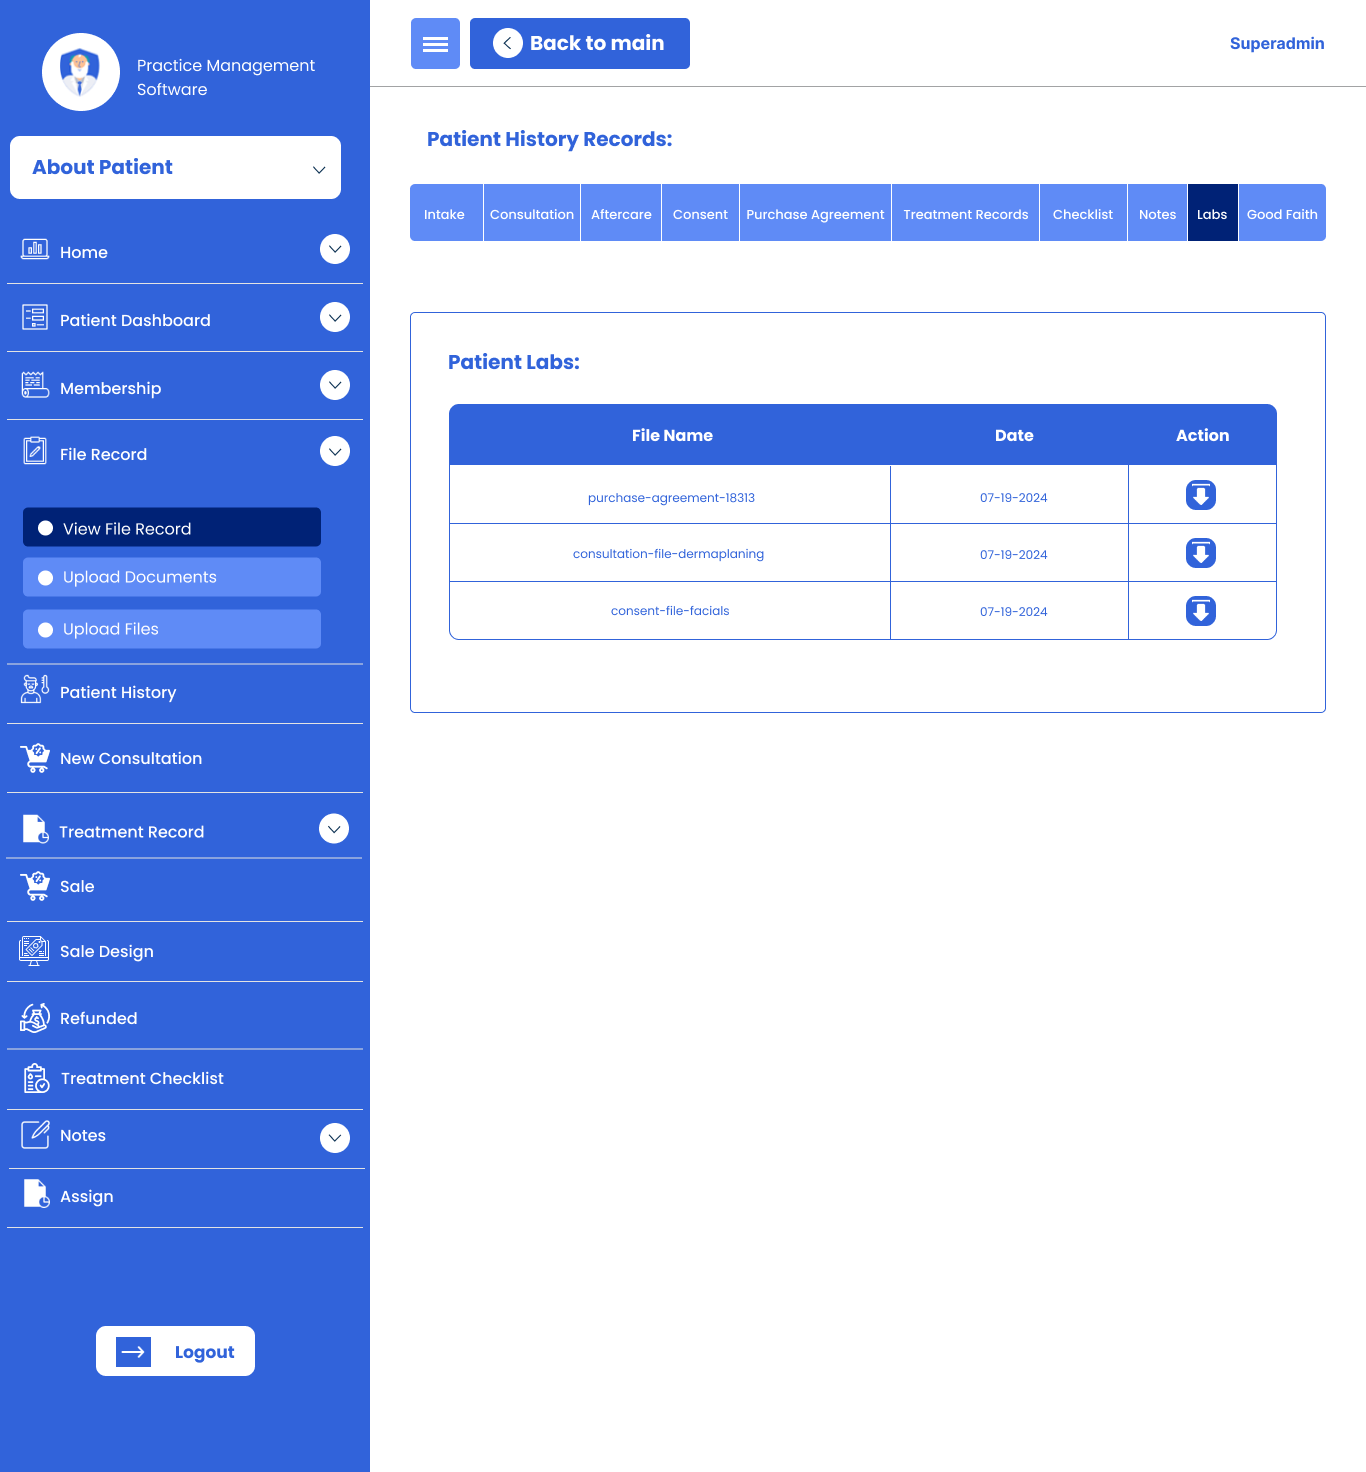 Practice Management
Software
Back to main
Superadmin
About Patient
Patient History Records:
Intake Consultation Aftercare Consent Purchase Agreement Treatment Records Checklist Notes Labs Good Faith
Home
Patient Dashboard
Membership
File Record
View File Record
Upload Documents
Upload Files
Patient History
New Consultation
Treatment Record
Sale
Sale Design
Refunded
Treatment Checklist
Notes
Assign
Logout
Patient Labs:
File Name Date Action
purchase-agreement-18313 07-19-2024
consultation-file-dermaplaning 07-19-2024
consent-file-facials 07-19-2024